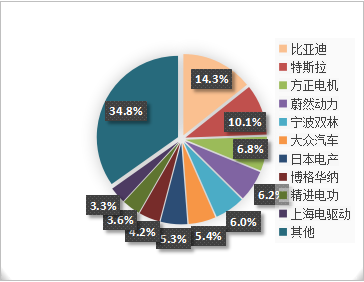 14.3%
10.1%
6.8%
6.2%
6.0%
5.4%
5.3%
4.2%
3.6%
3.3%
34.8%
比亚迪
特斯拉
方正电机
蔚然动力
宁波双林
大众汽车
日本电产
博格华纳
精进电功
上海电驱动
其他